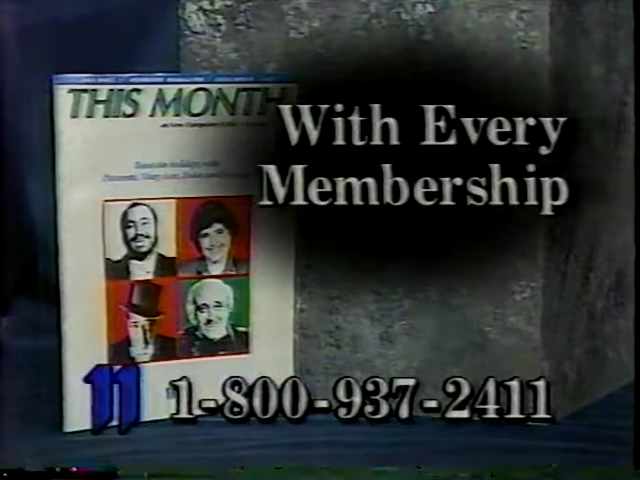 THIS MONTH
With Every
Membership
11
1-800-937-2411